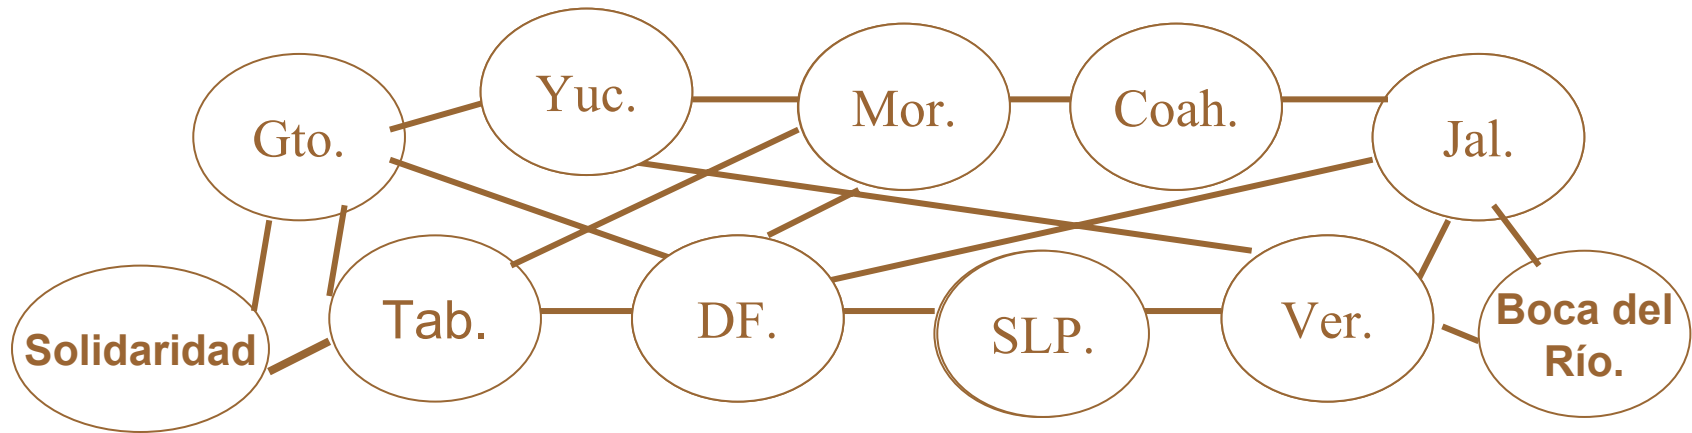 Yuc.
Mor.
Coah.
Gto.
Jal.
Solidaridad
Tab.
DF.
SLP.
Ver.
Boca del
Río.